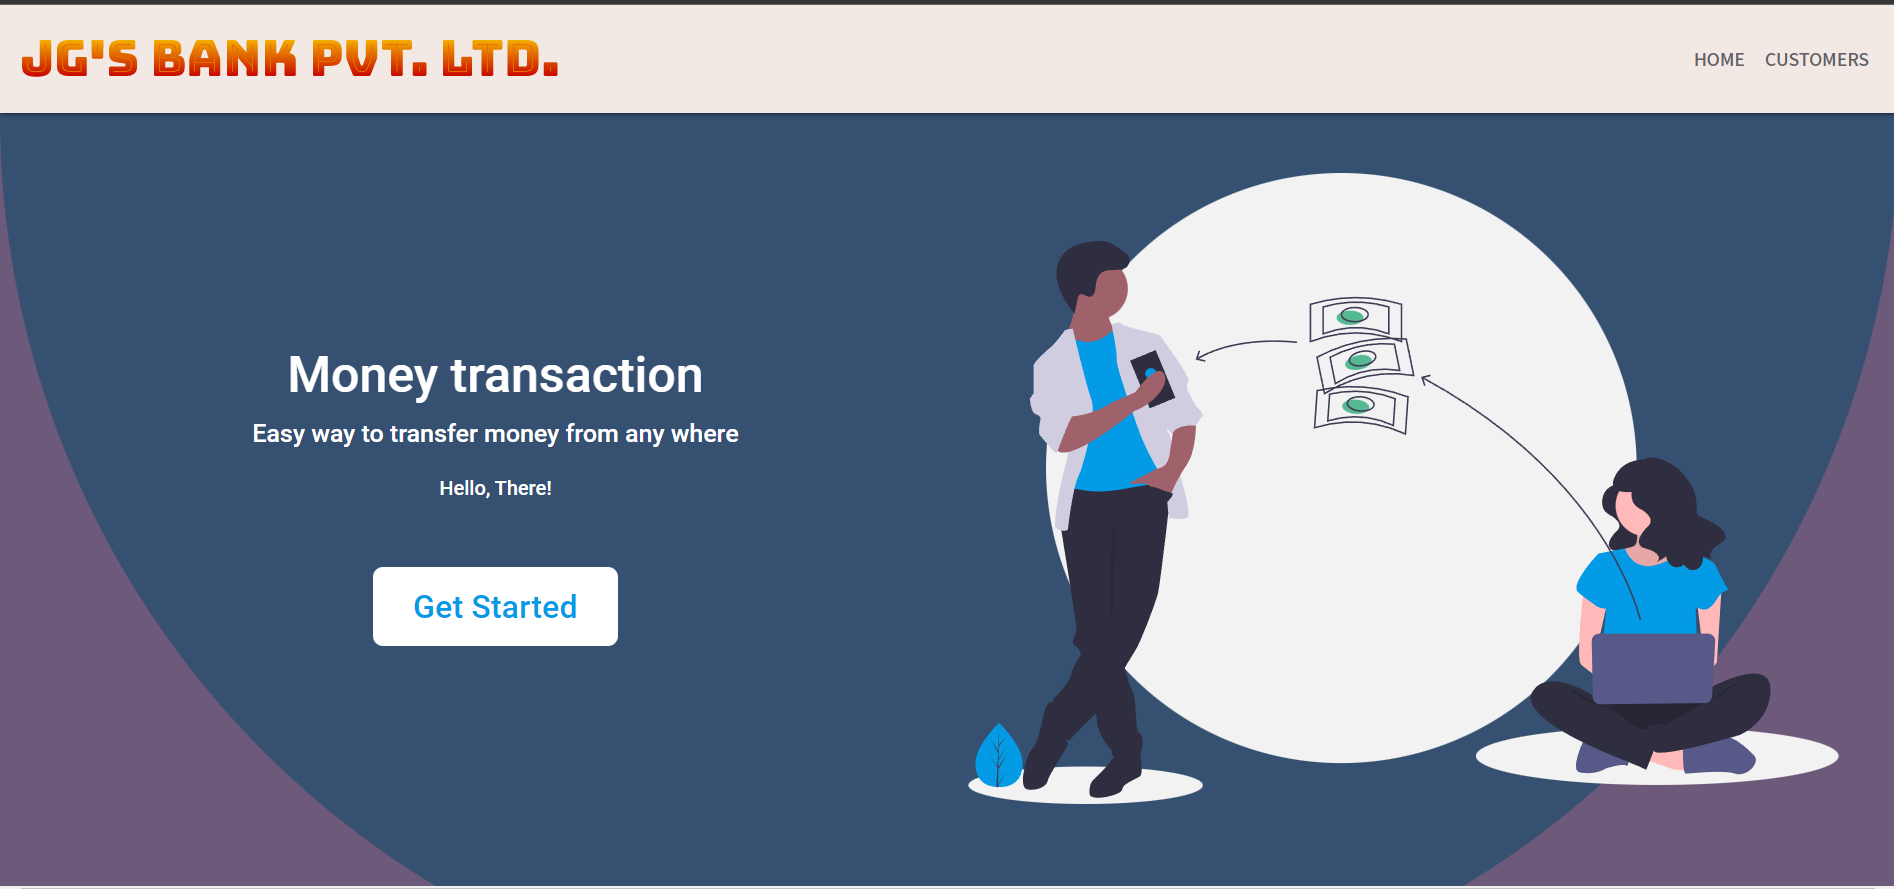 JG'S BANK PVT. LTD.
HOME CUSTOMERS
Money transaction
Easy way to transfer money from any where
Hello, There!
Get Started